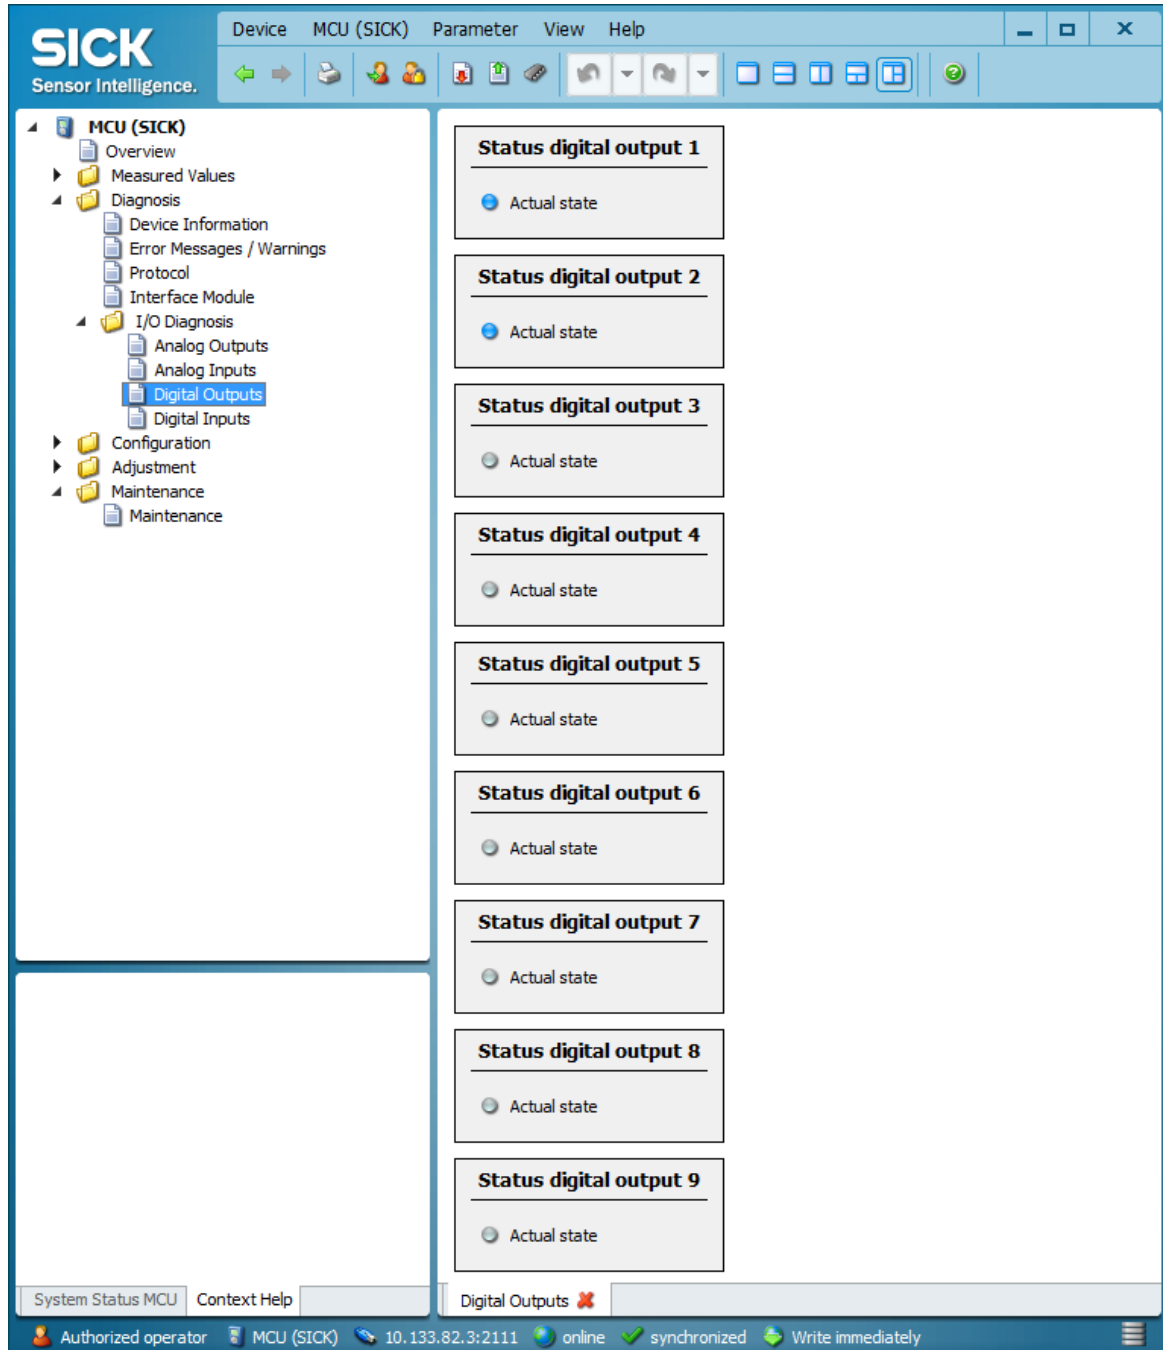 SICK
Sensor Intelligence.
Device MCU (SICK) Parameter View Help
MCU (SICK)
Overview
Measured Values
Diagnosis
Device Information
Error Messages / Warnings
Protocol
Interface Module
I/O Diagnosis
Analog Outputs
Analog Inputs
Digital Outputs
Digital Inputs
Configuration
Adjustment
Maintenance
Maintenance
System Status MCU Context Help
Status digital output 1
Actual state
Status digital output 2
Actual state
Status digital output 3
Actual state
Status digital output 4
Actual state
Status digital output 5
Actual state
Status digital output 6
Actual state
Status digital output 7
Actual state
Status digital output 8
Actual state
Status digital output 9
Actual state
Digital Outputs
Authorized operator MCU (SICK) 10.133.82.3:2111 online synchronized Write immediately